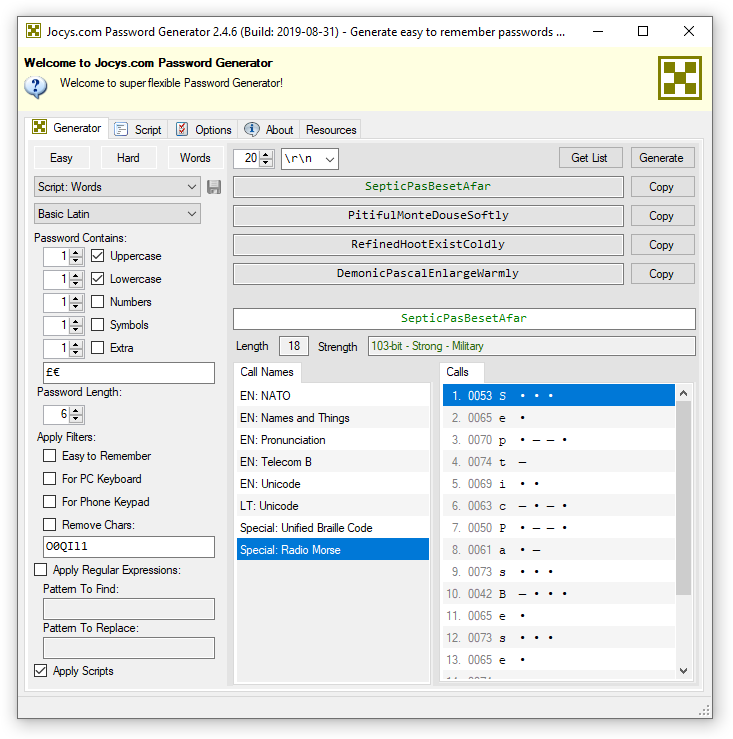 Jocys.com Password Generator 2.4.6 (Build: 2019-08-31) - Generate easy to remember passwords ...
Welcome to Jocys.com Password Generator
Welcome to super flexible Password Generator!
Generator Script Options About Resources
Easy Hard Words
Script: Words
Basic Latin
Password Contains:
1 Uppercase
1 Lowercase
1 Numbers
1 Symbols
1 Extra
£€
Password Length:
6
Apply Filters:
Easy to Remember
For PC Keyboard
For Phone Keypad
Remove Chars:
O0QIl1
Apply Regular Expressions:
Pattern To Find:
Pattern To Replace:
Apply Scripts
20 \r\n Get List Generate
SepticPasBesetAfar Copy
PitifulMonteDouseSoftly Copy
RefinedHootExistColdly Copy
DemonicPascalEnlargeWarmly Copy
SepticPasBesetAfar
Length 18 Strength 103-bit - Strong - Military
Call Names
EN: NATO
EN: Names and Things
EN: Pronunciation
EN: Telecom B
EN: Unicode
LT: Unicode
Special: Unified Braille Code
Special: Radio Morse
Calls
1. 0053 S • • •
2. 0065 e •
3. 0070 p • – – •
4. 0074 t –
5. 0069 i • •
6. 0063 c – • – •
7. 0050 P • – – •
8. 0061 a • –
9. 0073 s • • •
10. 0042 B – • • •
11. 0065 e •
12. 0073 s • • •
13. 0065 e •